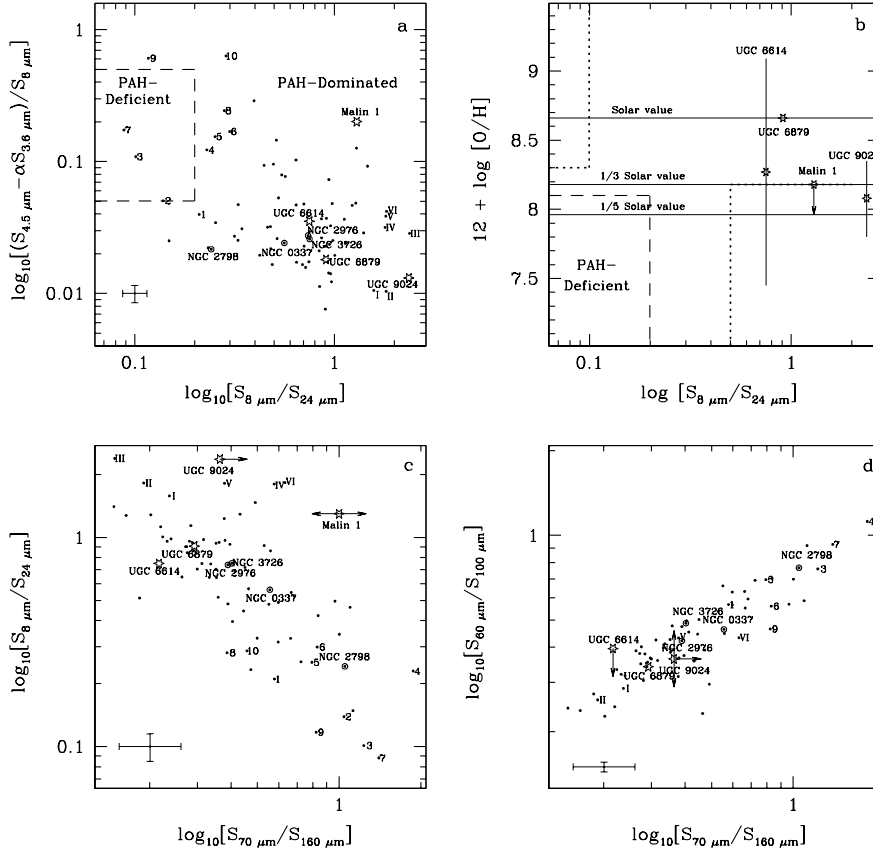 a
1
0.1
0.01
log10[(S4.5 μm−αS3.6 μm)/S8 μm]
PAH-
Deficient
PAH-Dominated
9
10
Malin 1
8
7
5
6
3
4
2
1
UGC 6614
NGC 2976
NGC 3726
NGC 0337
NGC 2798
UGC 6879
UGC 9024
VI
V
IV
III
I
II
0.1
1
log10[S8 μm/S24 μm]
b
9
8.5
8
7.5
12 + log [O/H]
UGC 6614
Solar value
UGC 6879
UGC 902
1/3 Solar value
Malin 1
1/5 Solar value
PAH-
Deficient
0.1
1
log [S8 μm/S24 μm]
c
1
0.1
log10[S8 μm/S24 μm]
III
UGC 9024
II
I
V
IV
VI
Malin 1
UGC 6879
UGC 6614
NGC 3726
NGC 2976
NGC 0337
8
6
10
5
NGC 2798
4
1
2
9
3
7
1
log10[S70 μm/S160 μm]
d
1
log10[S60 μm/S100 μm]
4
7
NGC 2798
3
8
1
6
NGC 3726
NGC 0337
9
V
VI
UGC 6614
NGC 2976
UGC 9024
UGC 6879
I
II
1
log10[S70 μm/S160 μm]